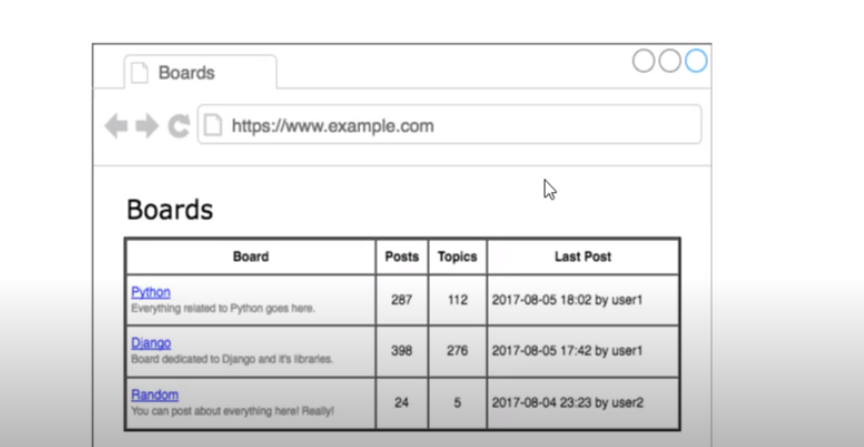 Boards
https://www.example.com
Boards
Board Posts Topics Last Post
Python
Everything related to Python goes here.
287 112 2017-08-05 18:02 by user1
Django
Board dedicated to Django and it's libraries.
398 276 2017-08-05 17:42 by user1
Random
You can post about everything here! Really!
24 5 2017-08-04 23:23 by user2